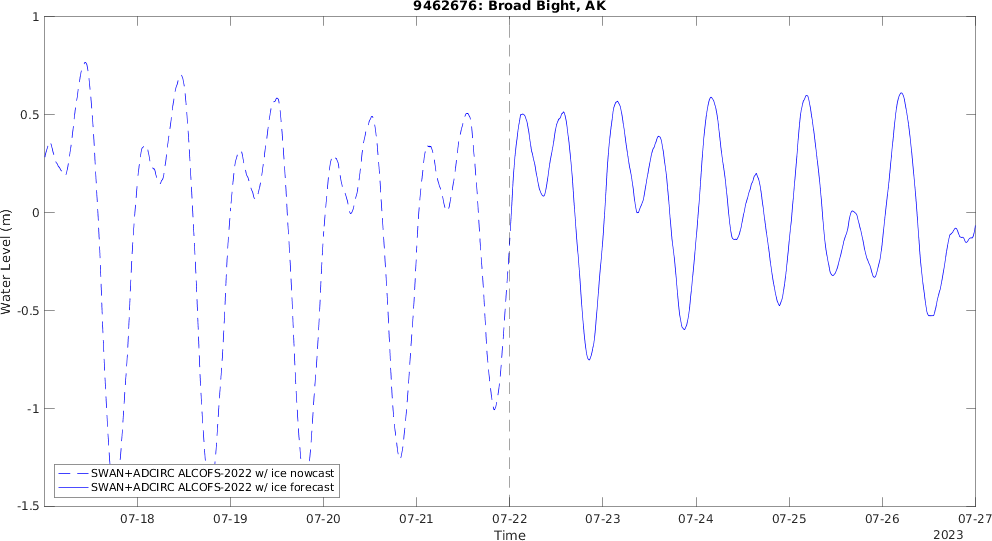 9462676: Broad Bight, AK
1
0.5
0
-0.5
-1
-1.5
Water Level (m)
SWAN+ADCIRC ALCOFS-2022 w/ ice nowcast
SWAN+ADCIRC ALCOFS-2022 w/ ice forecast
07-18 07-19 07-20 07-21 07-22 07-23 07-24 07-25 07-26 07-27
Time
2023